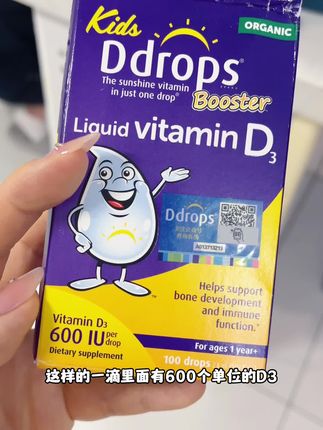 ORGANIC
Kids
Ddrops®
The sunshine vitamin
in just one drop®
Booster
Liquid vitamin D3
Ddrops®
A013713213
Helps support
bone development
and immune
function.*
Vitamin D3
600 IU per drop
Dietary supplement
For ages 1 year+
100 drops
这样的一滴里面有600个单位的D3